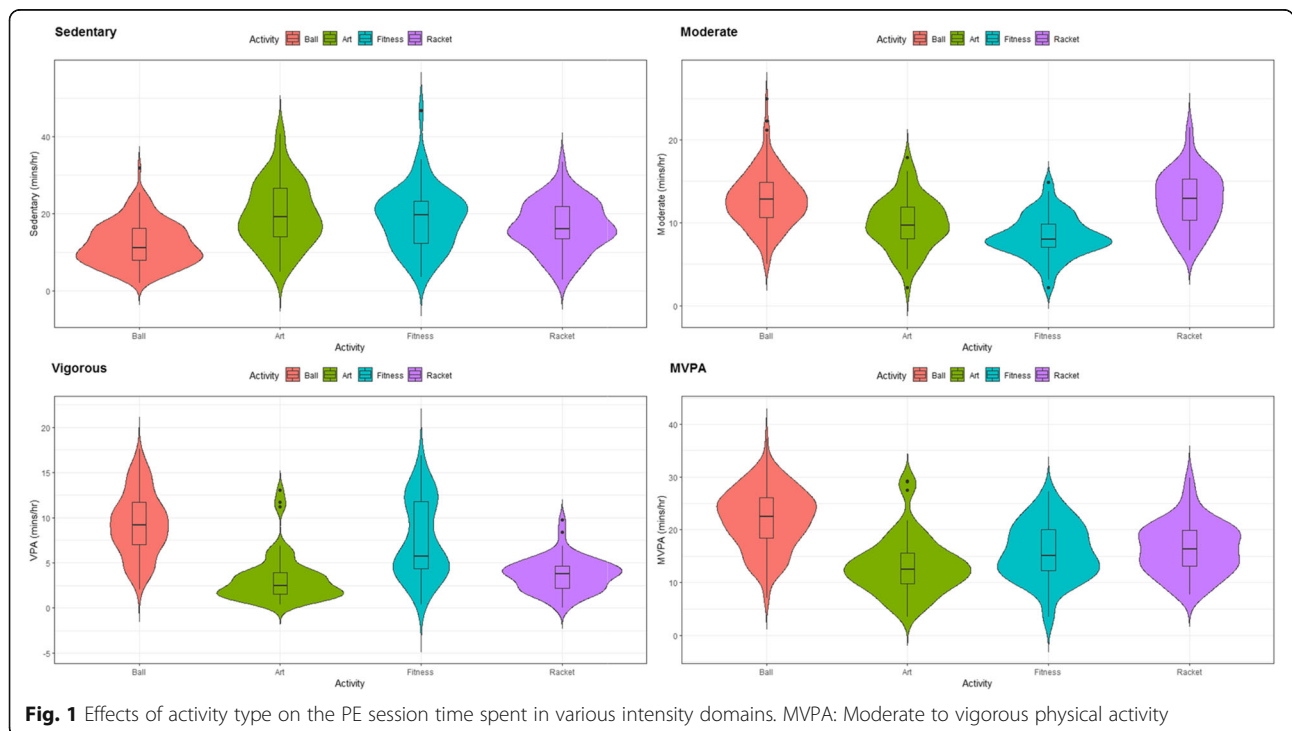 Sedentary
Activity Ball Art Fitness Racket
Sedentary (mins/hr)
40
20
0
Ball Art Fitness Racket
Activity
Moderate
Activity Ball Art Fitness Racket
Moderate (mins/hr)
20
10
0
Ball Art Fitness Racket
Activity
Vigorous
Activity Ball Art Fitness Racket
VPA (mins/hr)
20
15
10
5
0
-5
Ball Art Fitness Racket
Activity
MVPA
Activity Ball Art Fitness Racket
MVPA (mins/hr)
40
30
20
10
0
Ball Art Fitness Racket
Activity
Fig. 1 Effects of activity type on the PE session time spent in various intensity domains. MVPA: Moderate to vigorous physical activity